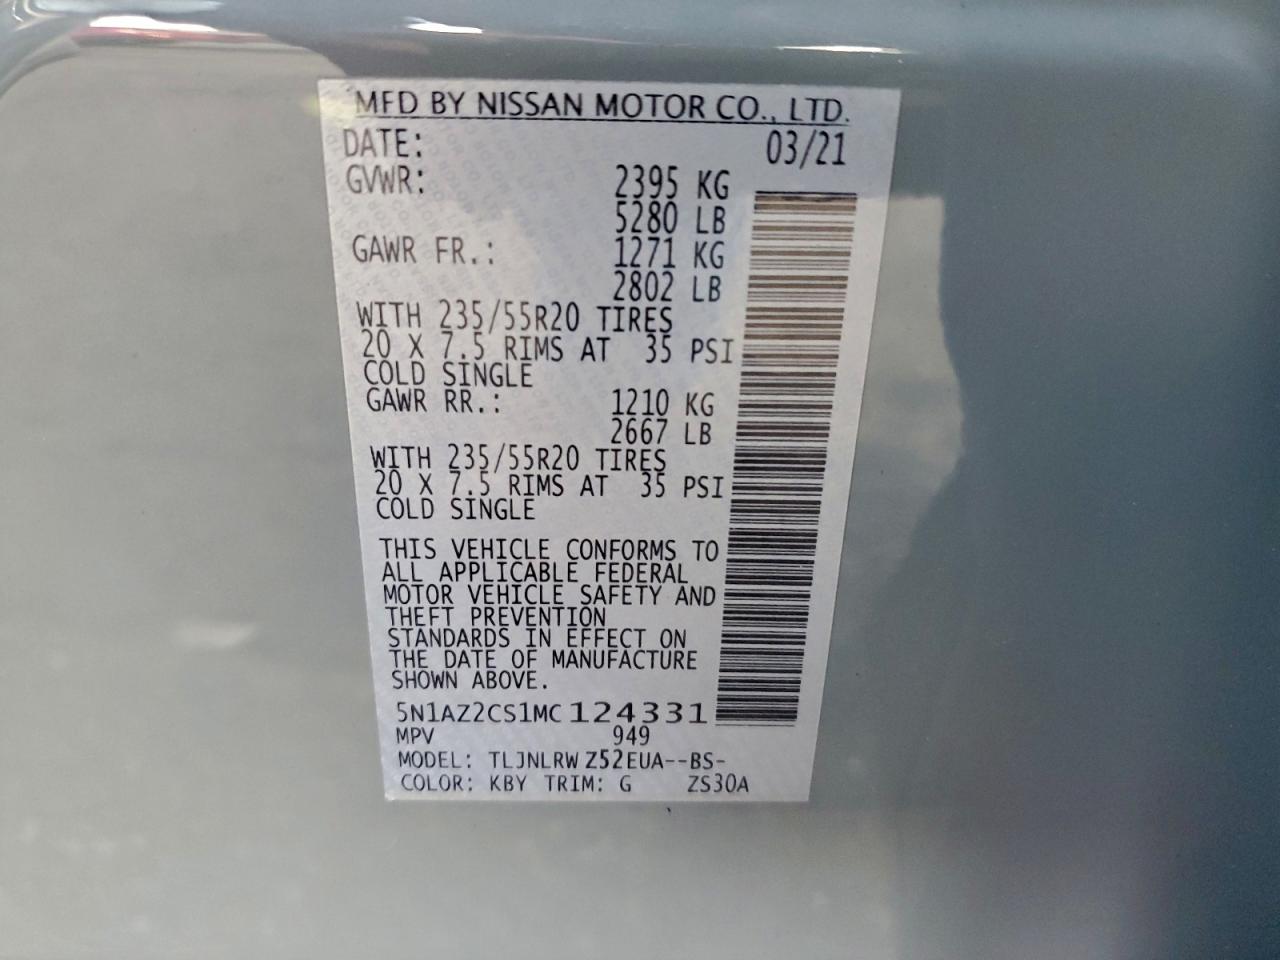 MFD BY NISSAN MOTOR CO., LTD.
DATE: 03/21
GVWR: 2395 KG
5280 LB
GAWR FR.: 1271 KG
2802 LB
WITH 235/55R20 TIRES
20 X 7.5 RIMS AT 35 PSI
COLD SINGLE
GAWR RR.: 1210 KG
2667 LB
WITH 235/55R20 TIRES
20 X 7.5 RIMS AT 35 PSI
COLD SINGLE
THIS VEHICLE CONFORMS TO
ALL APPLICABLE FEDERAL
MOTOR VEHICLE SAFETY AND
THEFT PREVENTION
STANDARDS IN EFFECT ON
THE DATE OF MANUFACTURE
SHOWN ABOVE.
5N1AZ2CS1MC124331
MPV 949
MODEL: TLJNLRW Z52EUA--BS-
COLOR: KBY TRIM: G ZS30A